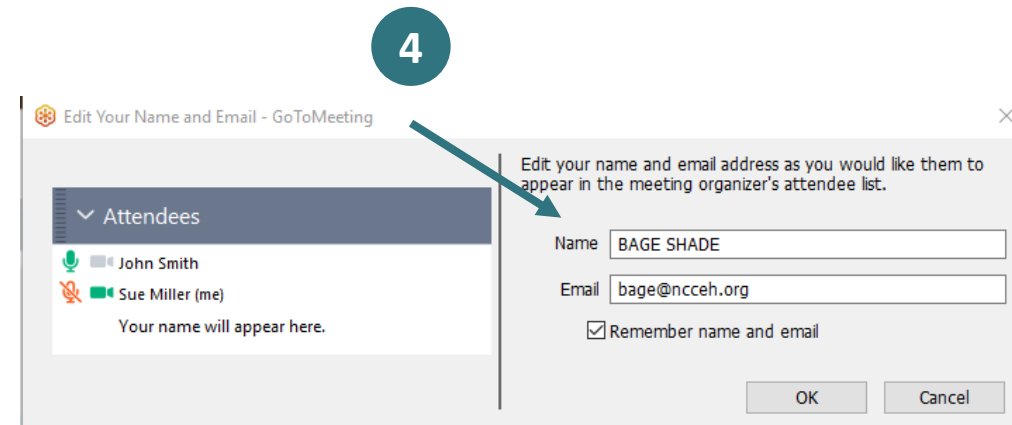 4
Edit Your Name and Email - GoToMeeting
Attendees
John Smith
Sue Miller (me)
Your name will appear here.
Edit your name and email address as you would like them to
appear in the meeting organizer's attendee list.
Name BAGE SHADE
Email bage@ncceh.org
Remember name and email
OK Cancel